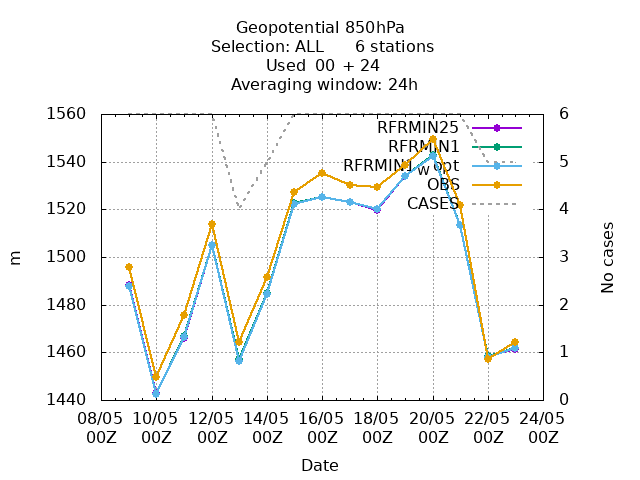 Geopotential 850hPa
Selection: ALL 6 stations
Used 00 + 24
Averaging window: 24h
1560 6
RFRMIN25
RFRMIN1
1540 5
RFRMIN1_w_opt
OBS
CASES
1520 4
1500 3
m
No cases
1480 2
1460 1
1440 0
08/05 10/05 12/05 14/05 16/05 18/05 20/05 22/05 24/05
00Z 00Z 00Z 00Z 00Z 00Z 00Z 00Z 00Z
Date